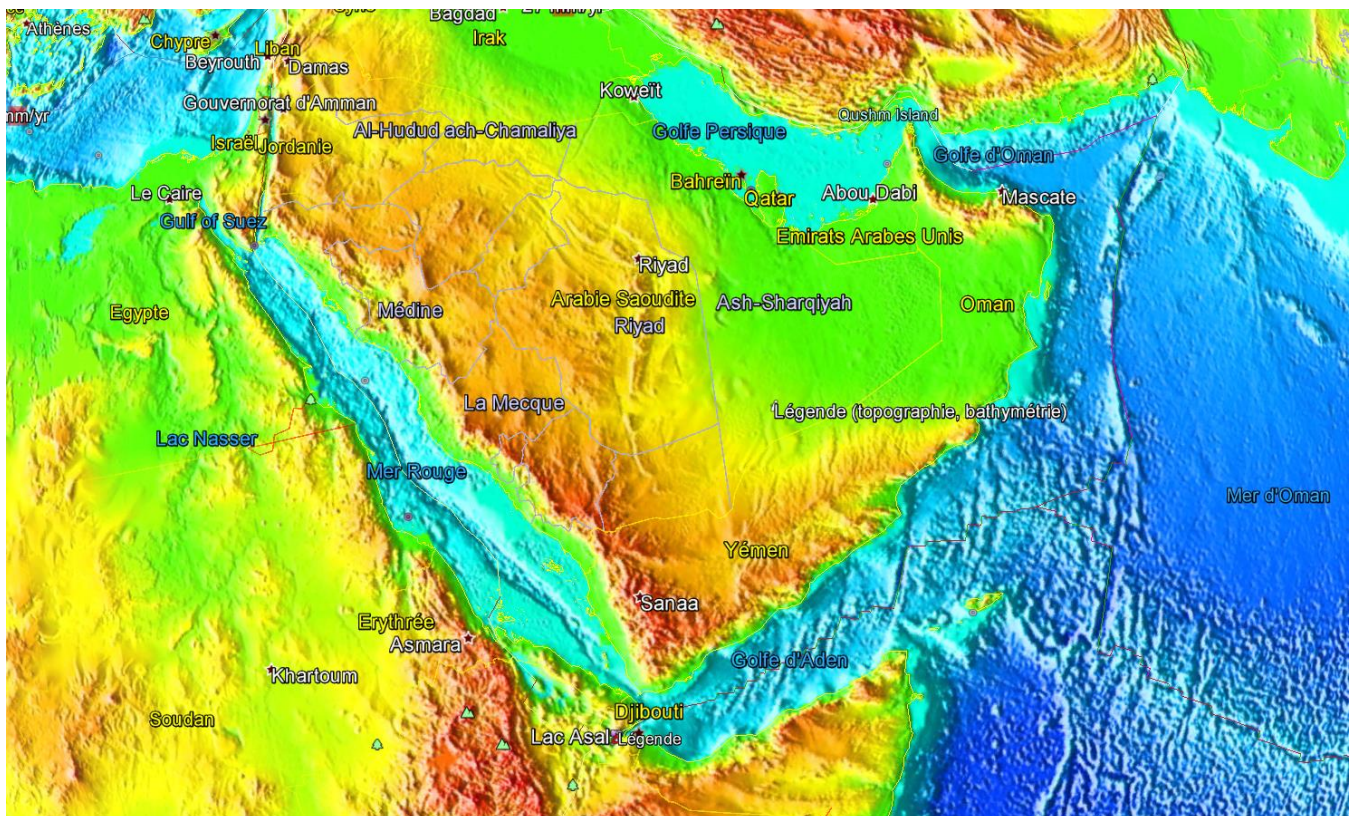 Athènes
Bagdad
Chypre
Liban
Irak
Beyrouth
Damas
Koweït
Gouvernorat d'Amman
mm/yr
Qushm Island
Al-Hudud ach-Chamaliya
Golfe Persique
Israël
Jordanie
Golfe d'Oman
Bahreïn
Le Caire
Qatar
Abou Dabi
Mascate
Gulf of Suez
Emirats Arabes Unis
Riyad
Arabie Saoudite
Ash-Sharqiyah
Oman
Egypte
Médine
Riyad
La Mecque
Légende (topographie, bathymétrie)
Lac Nasser
Mer Rouge
Mer d'Oman
Yémen
Sanaa
Erythrée
Asmara
Golfe d'Aden
Khartoum
Djibouti
Soudan
Lac Asal
Légende